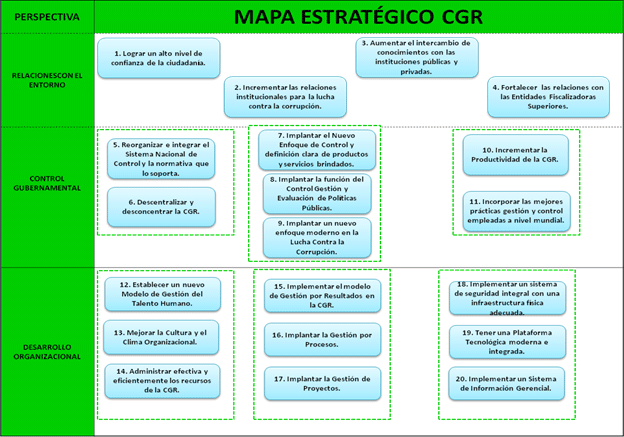 PERSPECTIVA
MAPA ESTRATÉGICO CGR
RELACIONESCON EL
ENTORNO
1. Lograr un alto nivel de
confianza de la ciudadanía.
2. Incrementar las relaciones
institucionales para la lucha
contra la corrupción.
3. Aumentar el intercambio de
conocimientos con las
instituciones públicas y
privadas.
4. Fortalecer las relaciones con
las Entidades Fiscalizadoras
Superiores.
CONTROL
GUBERNAMENTAL
5. Reorganizar e integrar el
Sistema Nacional de
Control y la normativa que
lo soporta.
6. Descentralizar y
desconcentrar la CGR.
7. Implantar el Nuevo
Enfoque de Control y
definición clara de productos
y servicios brindados.
8. Implantar la función del
Control Gestión y
Evaluación de Políticas
Públicas.
9. Implantar un nuevo
enfoque moderno en la
Lucha Contra la
Corrupción.
10. Incrementar la
Productividad de la CGR.
11. Incorporar las mejores
prácticas gestión y control
empleadas a nivel mundial.
DESARROLLO
ORGANIZACIONAL
12. Establecer un nuevo
Modelo de Gestión del
Talento Humano.
13. Mejorar la Cultura y el
Clima Organizacional.
14. Administrar efectiva y
eficientemente los recursos
de la CGR.
15. Implementar el modelo
de Gestión por Resultados en
la CGR.
16. Implantar la Gestión por
Procesos.
17. Implantar la Gestión de
Proyectos.
18. Implementar un sistema
de seguridad integral con una
infraestructura física
adecuada.
19. Tener una Plataforma
Tecnológica moderna e
integrada.
20. Implementar un Sistema
de Información Gerencial.